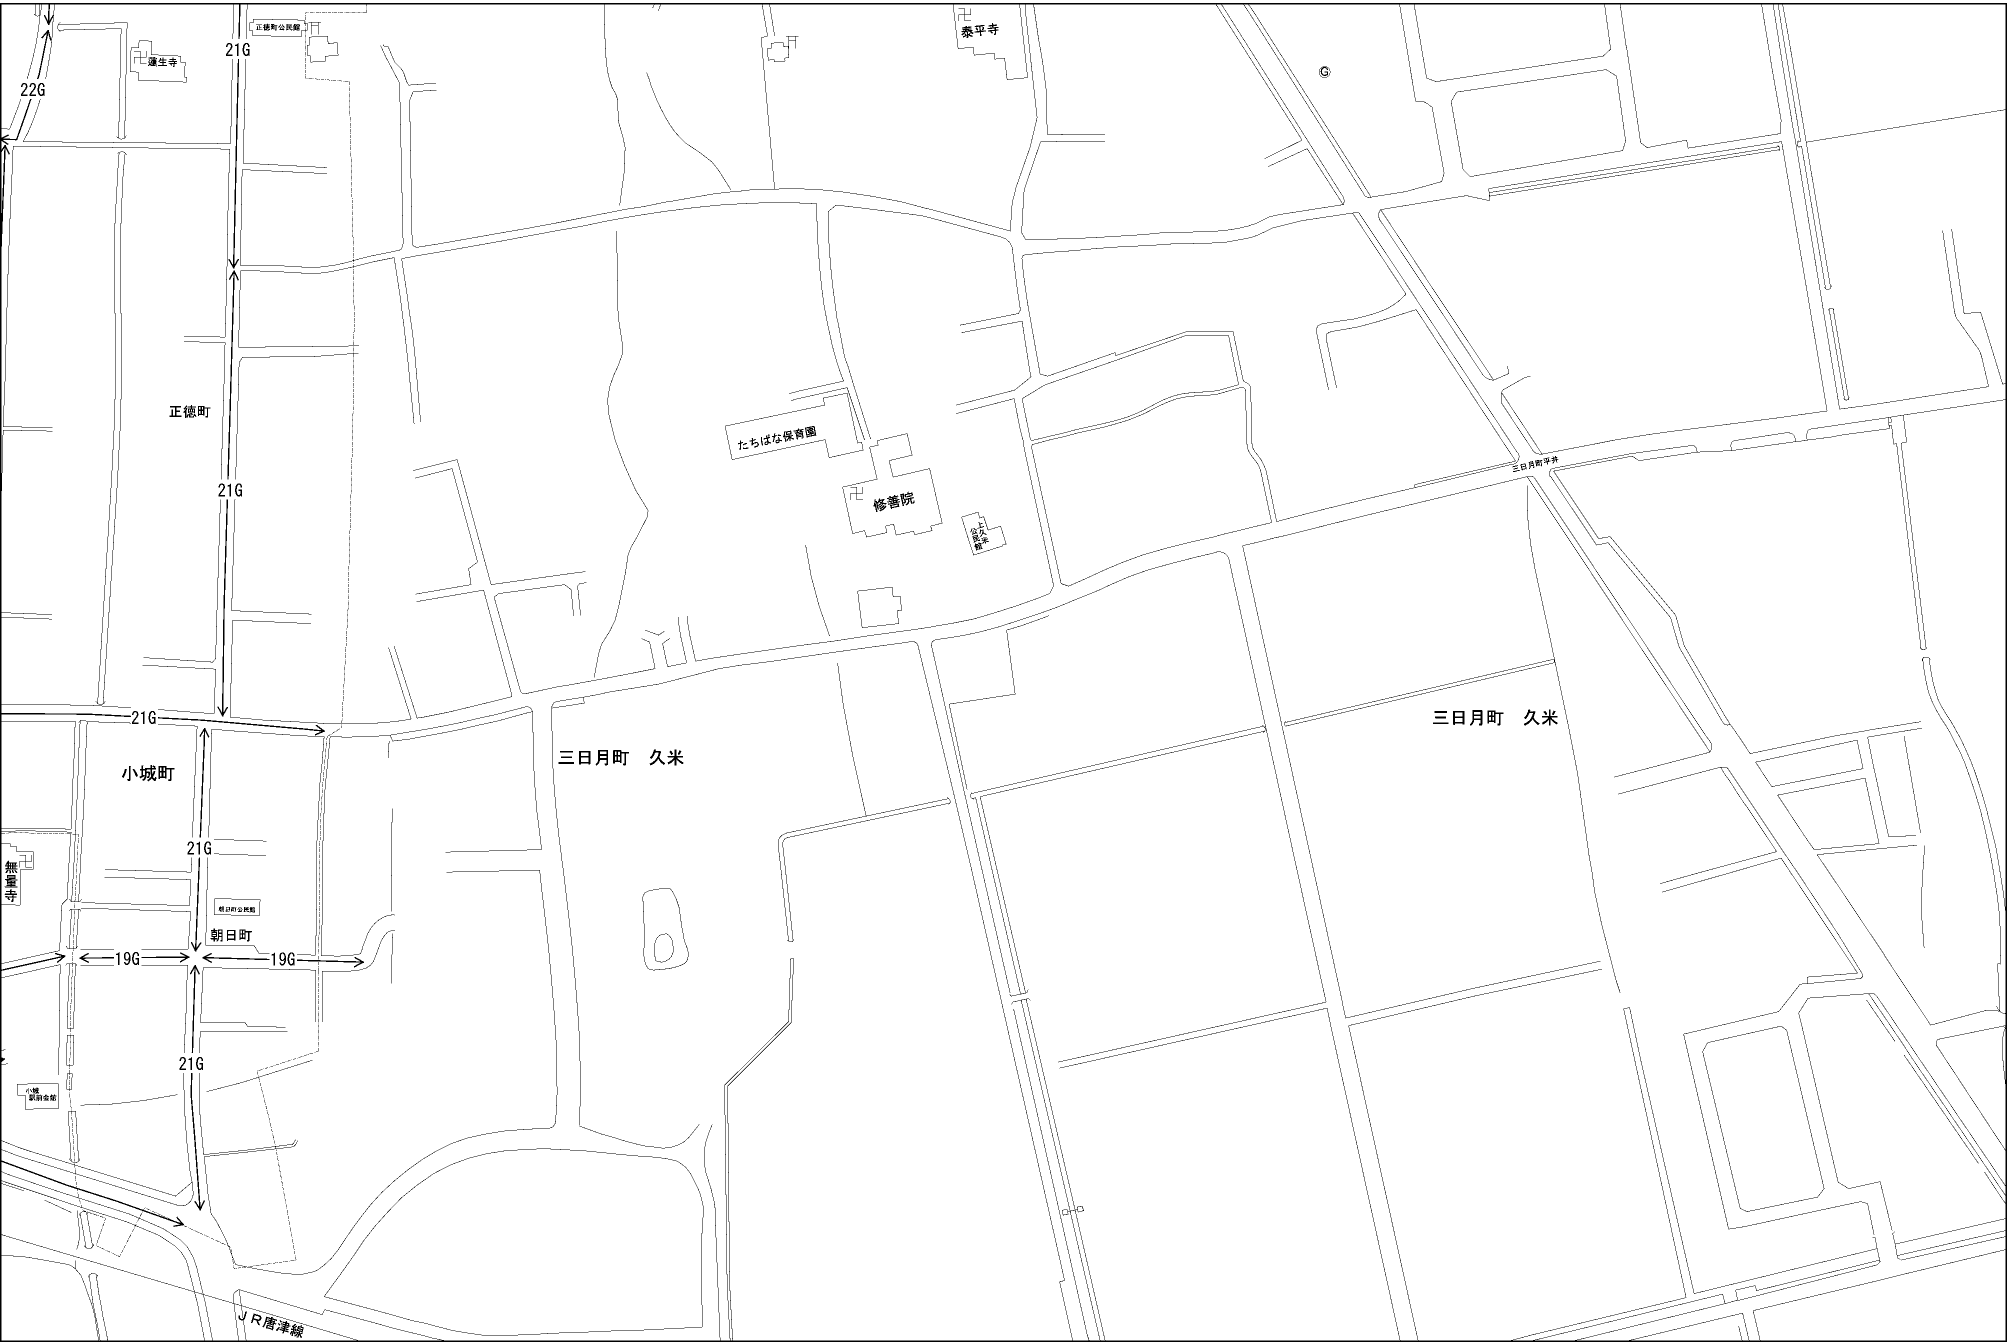 正徳町公民館
21G
泰平寺
蓮生寺
G
22G
正徳町
たちばな保育園
三日月町平井
21G
修善院
上久米
公民館
21G
三日月町 久米
三日月町 久米
小城町
21G
無量寺
朝日町公民館
朝日町
19G
19G
21G
小城
駅前会館
JR唐津線